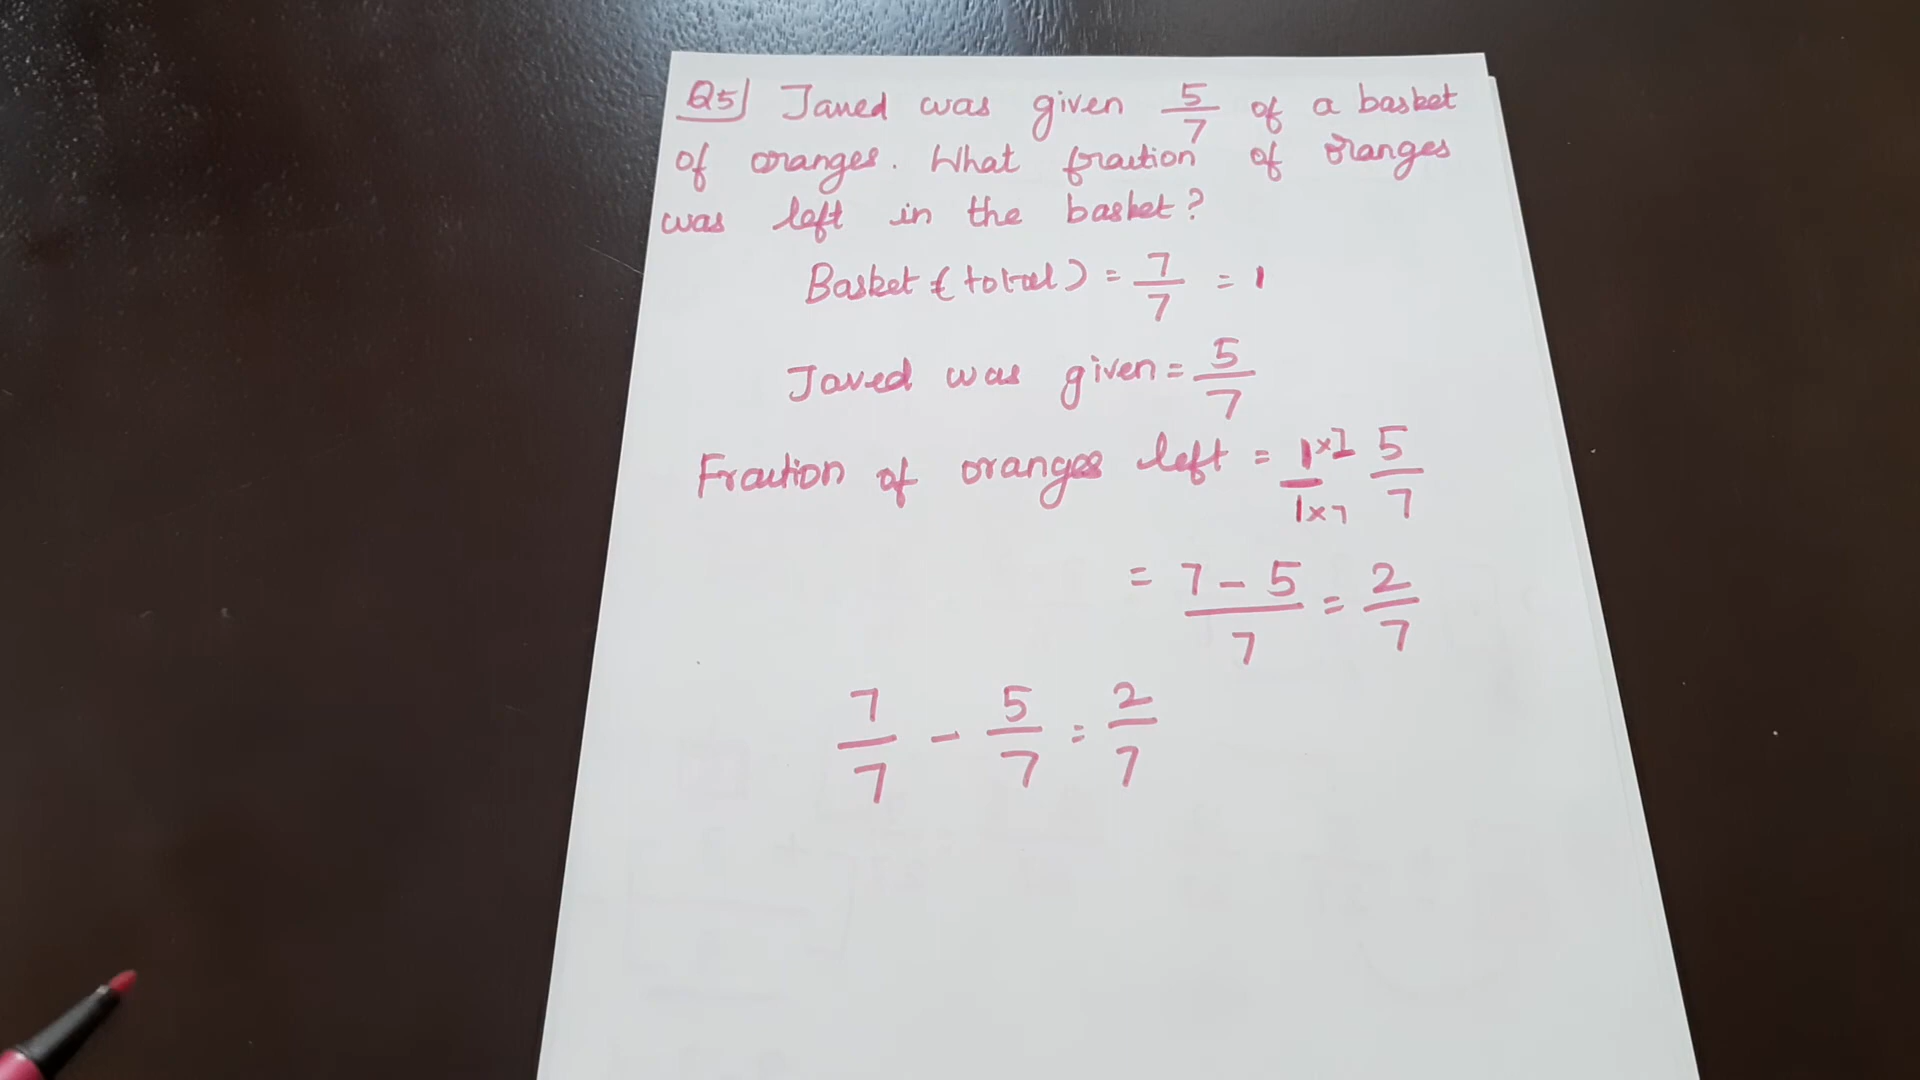 Q5 Javed was given 5/7 of a basket
of oranges. What fraction of oranges
was left in the basket?
Basket (total) = 7/7 = 1
Javed was given = 5/7
Fraction of oranges left = 1×7/1×7 5/7
= 7 - 5/7 = 2/7
7/7 - 5/7 = 2/7